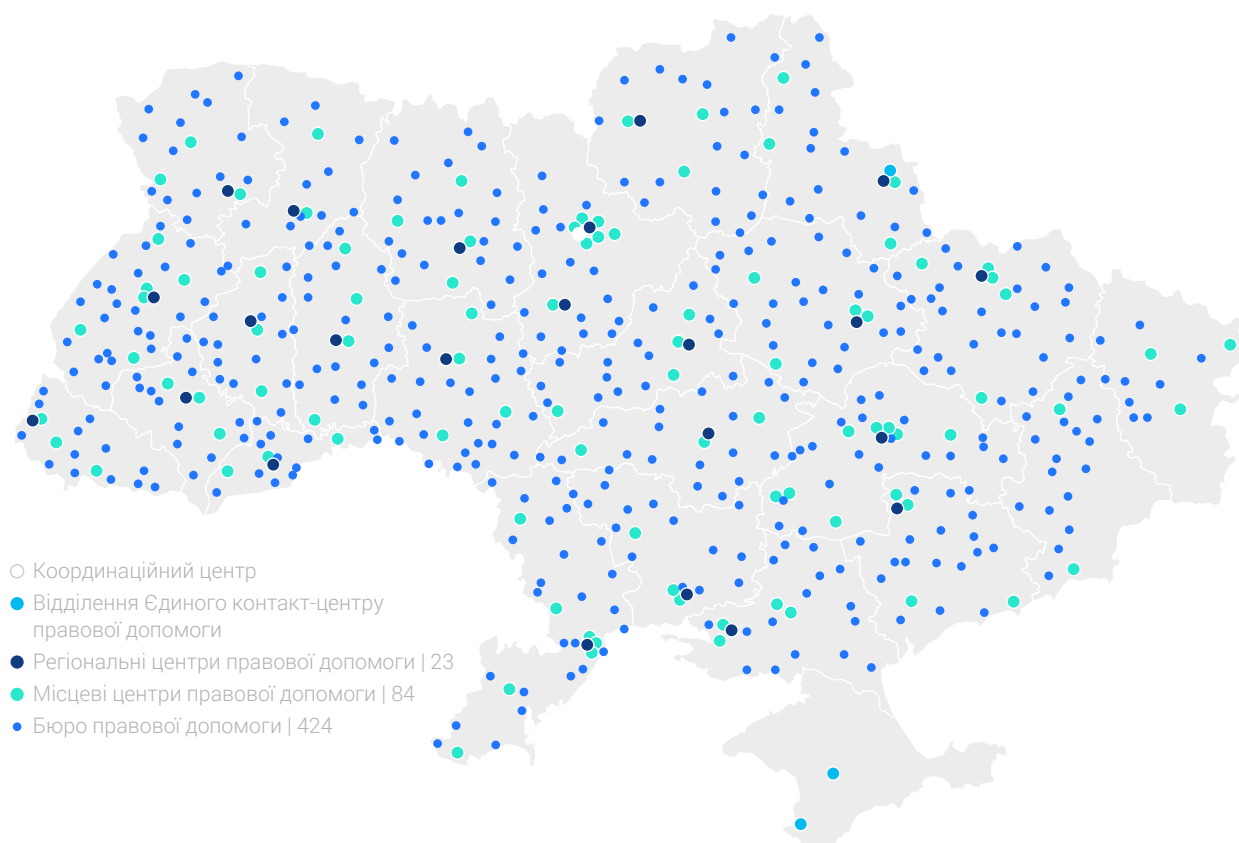 Координаційний центр
Відділення Єдиного контакт-центру
правової допомоги
Регіональні центри правової допомоги | 23
Місцеві центри правової допомоги | 84
Бюро правової допомоги | 424